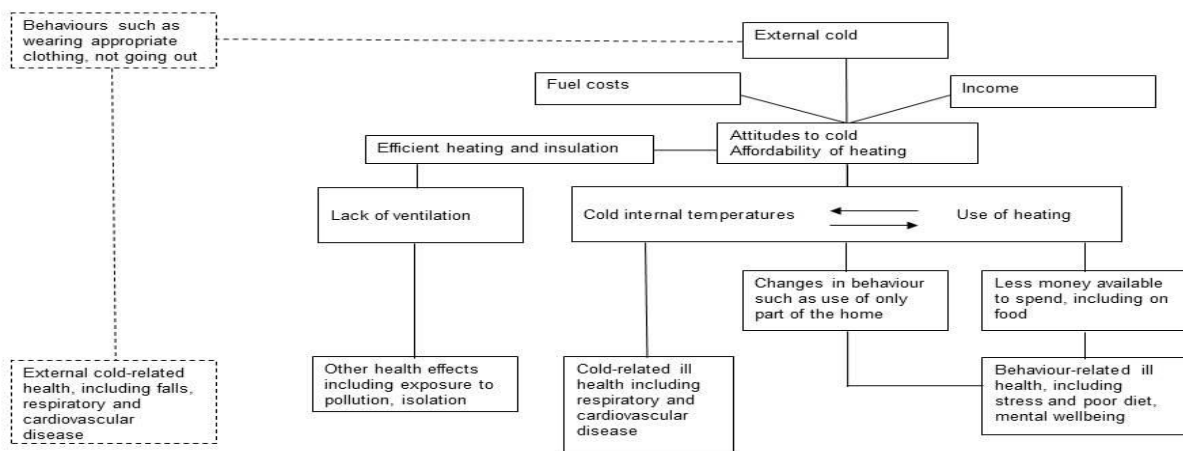 Behaviours such as
wearing appropriate
clothing, not going out
External cold
Fuel costs
Income
Attitudes to cold
Affordability of heating
Efficient heating and insulation
Lack of ventilation
Cold internal temperatures
Use of heating
Changes in behaviour
such as use of only
part of the home
Less money available
to spend, including on
food
External cold-related
health, including falls,
respiratory and
cardiovascular
disease
Other health effects
including exposure to
pollution, isolation
Cold-related ill
health including
respiratory and
cardiovascular
disease
Behaviour-related ill
health, including
stress and poor diet,
mental wellbeing